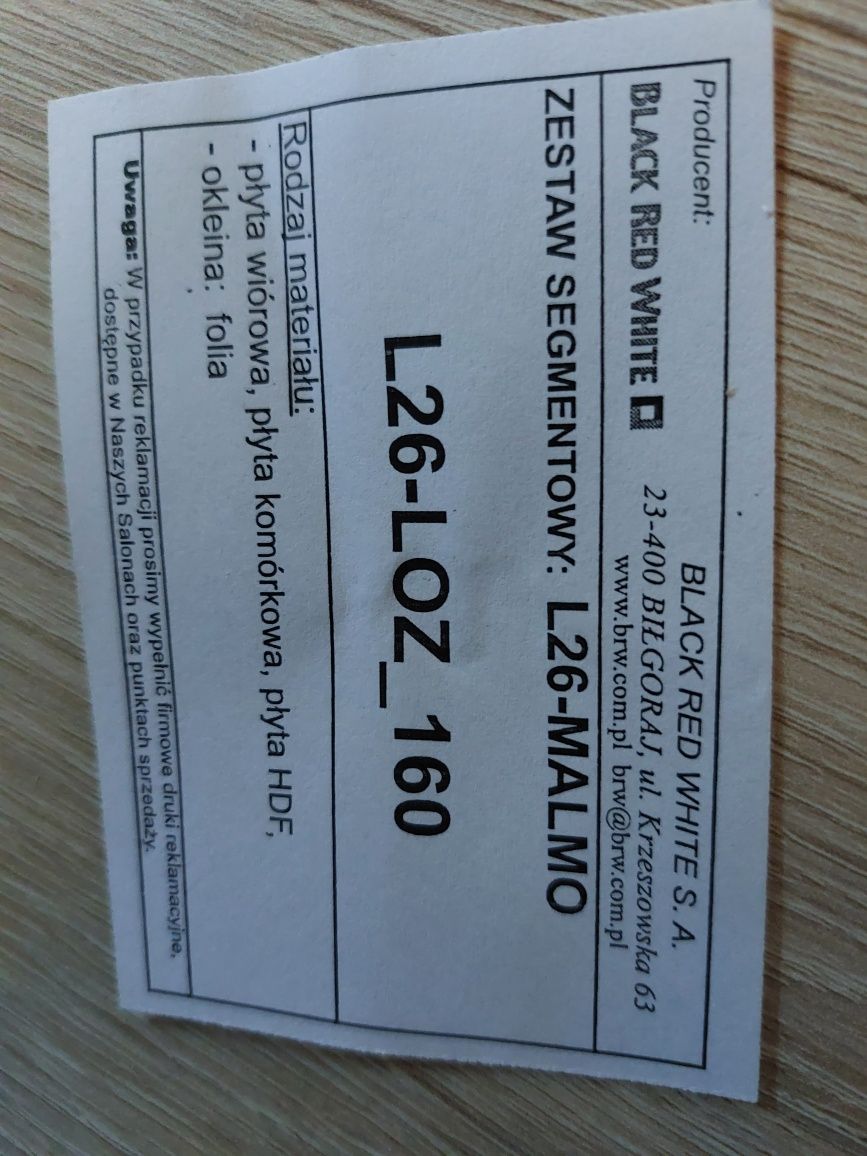 Producent:
BLACK RED WHITE
BLACK RED WHITE S. A.
23-400 BIŁGORAJ, ul. Krzeszowska 63
www.brw.com.pl brw@brw.com.pl
ZESTAW SEGMENTOWY: L26-MALMO
L26-LOZ_160
Rodzaj materiału:
- płyta wiórowa, płyta komórkowa, płyta HDF,
- okleina: folia
Uwaga: W przypadku reklamacji prosimy wypełnić firmowe druki reklamacyjne,
dostępne w Naszych Salonach oraz punktach sprzedaży.